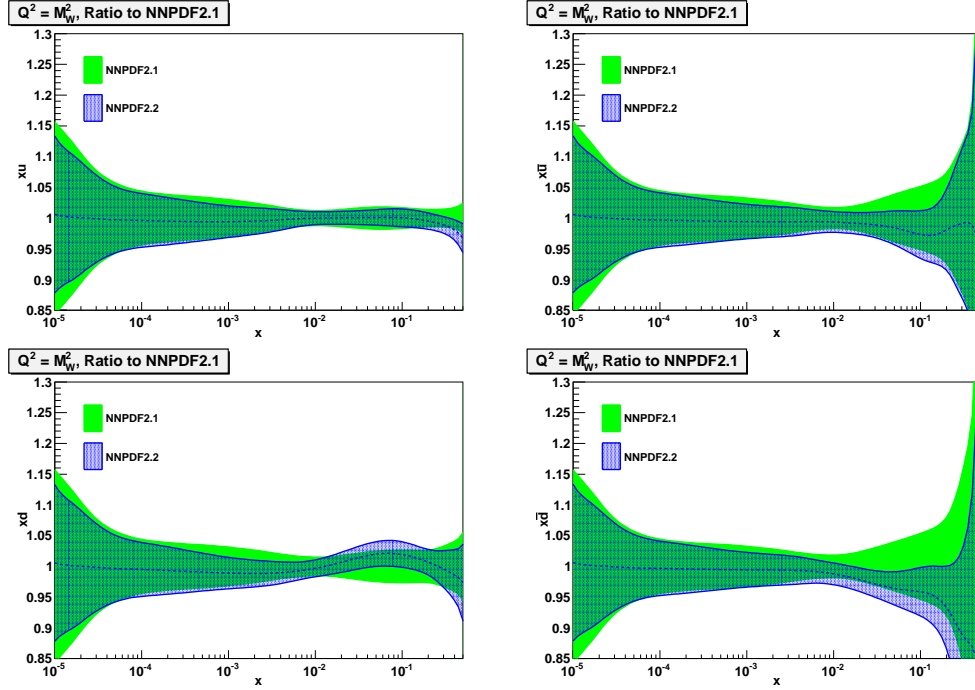 Q² = M²_W, Ratio to NNPDF2.1
1.3
1.25
1.2
1.15
1.1
1.05
1
0.95
0.9
0.85
xu
NNPDF2.1
NNPDF2.2
10⁻⁵ 10⁻⁴ 10⁻³ 10⁻² 10⁻¹
x
Q² = M²_W, Ratio to NNPDF2.1
1.3
1.25
1.2
1.15
1.1
1.05
1
0.95
0.9
0.85
xū
NNPDF2.1
NNPDF2.2
10⁻⁵ 10⁻⁴ 10⁻³ 10⁻² 10⁻¹
x
Q² = M²_W, Ratio to NNPDF2.1
1.3
1.25
1.2
1.15
1.1
1.05
1
0.95
0.9
0.85
xd
NNPDF2.1
NNPDF2.2
10⁻⁵ 10⁻⁴ 10⁻³ 10⁻² 10⁻¹
x
Q² = M²_W, Ratio to NNPDF2.1
1.3
1.25
1.2
1.15
1.1
1.05
1
0.95
0.9
0.85
xd̅
NNPDF2.1
NNPDF2.2
10⁻⁵ 10⁻⁴ 10⁻³ 10⁻² 10⁻¹
x